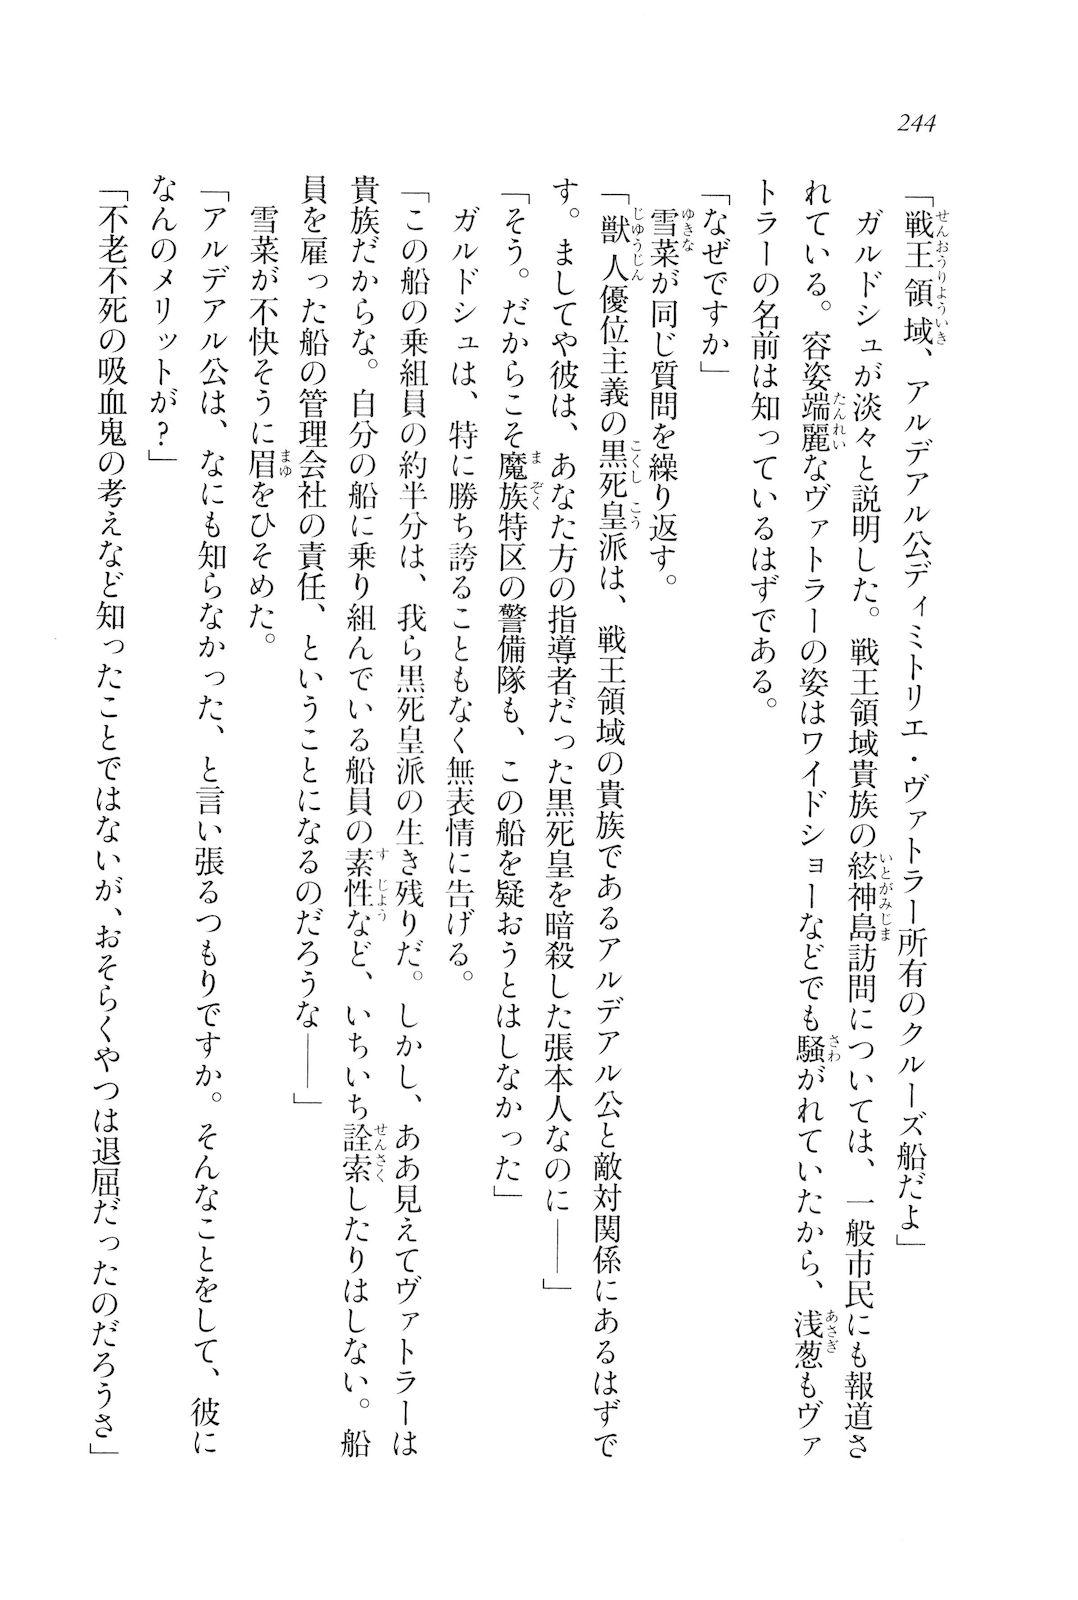 244
「戦王領域、アルデアル公ディミトリエ・ヴァトラー所有のクルーズ船だよ」
　ガルドシュが淡々と説明した。戦王領域貴族の絃神島訪問については、一般市民にも報道さ
れている。容姿端麗なヴァトラーの姿はワイドショーなどでも騒がれていたから、浅葱もヴァ
トラーの名前は知っているはずである。
「なぜですか」
　雪菜が同じ質問を繰り返す。
「獣人優位主義の黒死皇派は、戦王領域の貴族であるアルデアル公と敵対関係にあるはずで
す。ましてや彼は、あなた方の指導者だった黒死皇を暗殺した張本人なのに――」
「そう。だからこそ魔族特区の警備隊も、この船を疑おうとはしなかった」
　ガルドシュは、特に勝ち誇ることもなく無表情に告げる。
「この船の乗組員の約半分は、我ら黒死皇派の生き残りだ。しかし、ああ見えてヴァトラーは
貴族だからな。自分の船に乗り組んでいる船員の素性など、いちいち詮索したりはしない。船
員を雇った船の管理会社の責任、ということになるのだろうな――」
　雪菜が不快そうに眉をひそめた。
「アルデアル公は、なにも知らなかった、と言い張るつもりですか。そんなことをして、彼に
なんのメリットが？」
「不老不死の吸血鬼の考えなど知ったことではないが、おそらくやつは退屈だったのだろうさ」